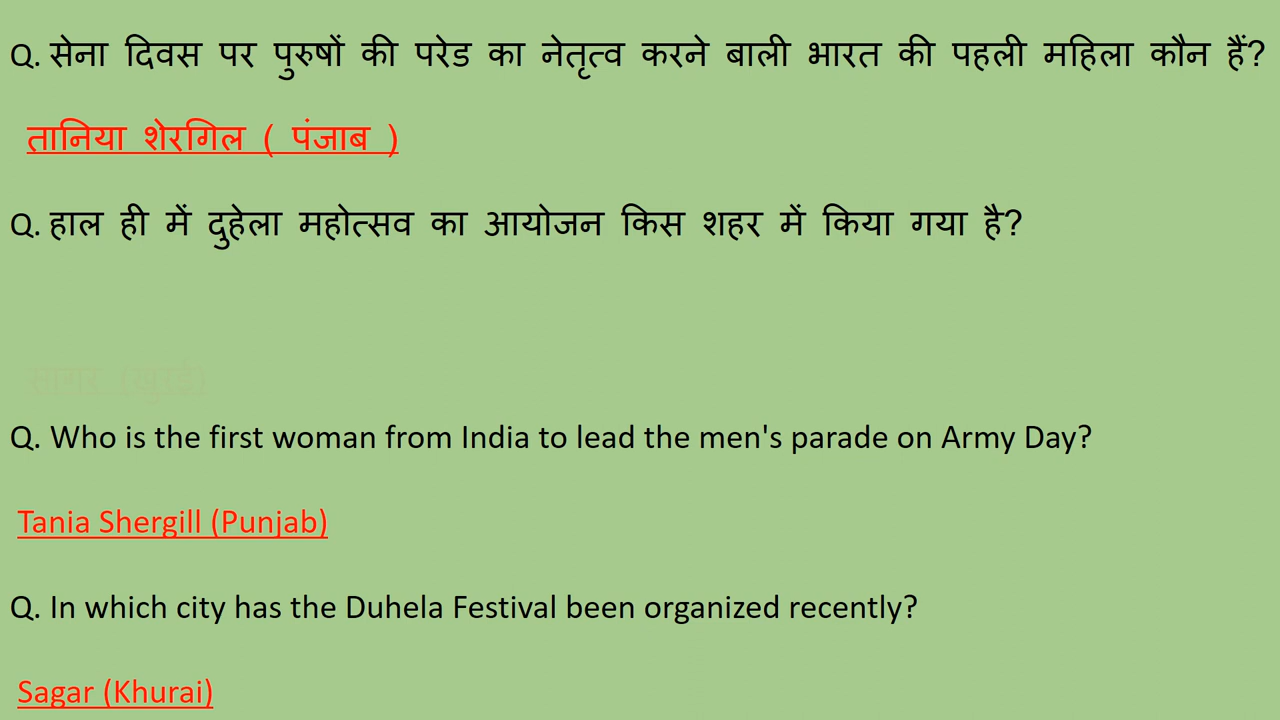 Q. सेना दिवस पर पुरुषों की परेड का नेतृत्व करने बाली भारत की पहली महिला कौन हैं?
तानिया शेरगिल ( पंजाब )
Q. हाल ही में दुहेला महोत्सव का आयोजन किस शहर में किया गया है?
सागर (खुरई)
Q. Who is the first woman from India to lead the men's parade on Army Day?
Tania Shergill (Punjab)
Q. In which city has the Duhela Festival been organized recently?
Sagar (Khurai)